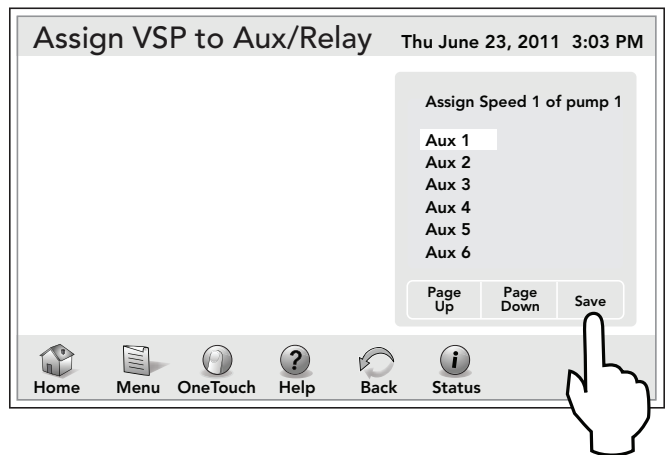 Assign VSP to Aux/Relay Thu June 23, 2011 3:03 PM
Assign Speed 1 of pump 1
Aux 1
Aux 2
Aux 3
Aux 4
Aux 5
Aux 6
Page Up
Page Down
Save
Home Menu OneTouch Help Back Status